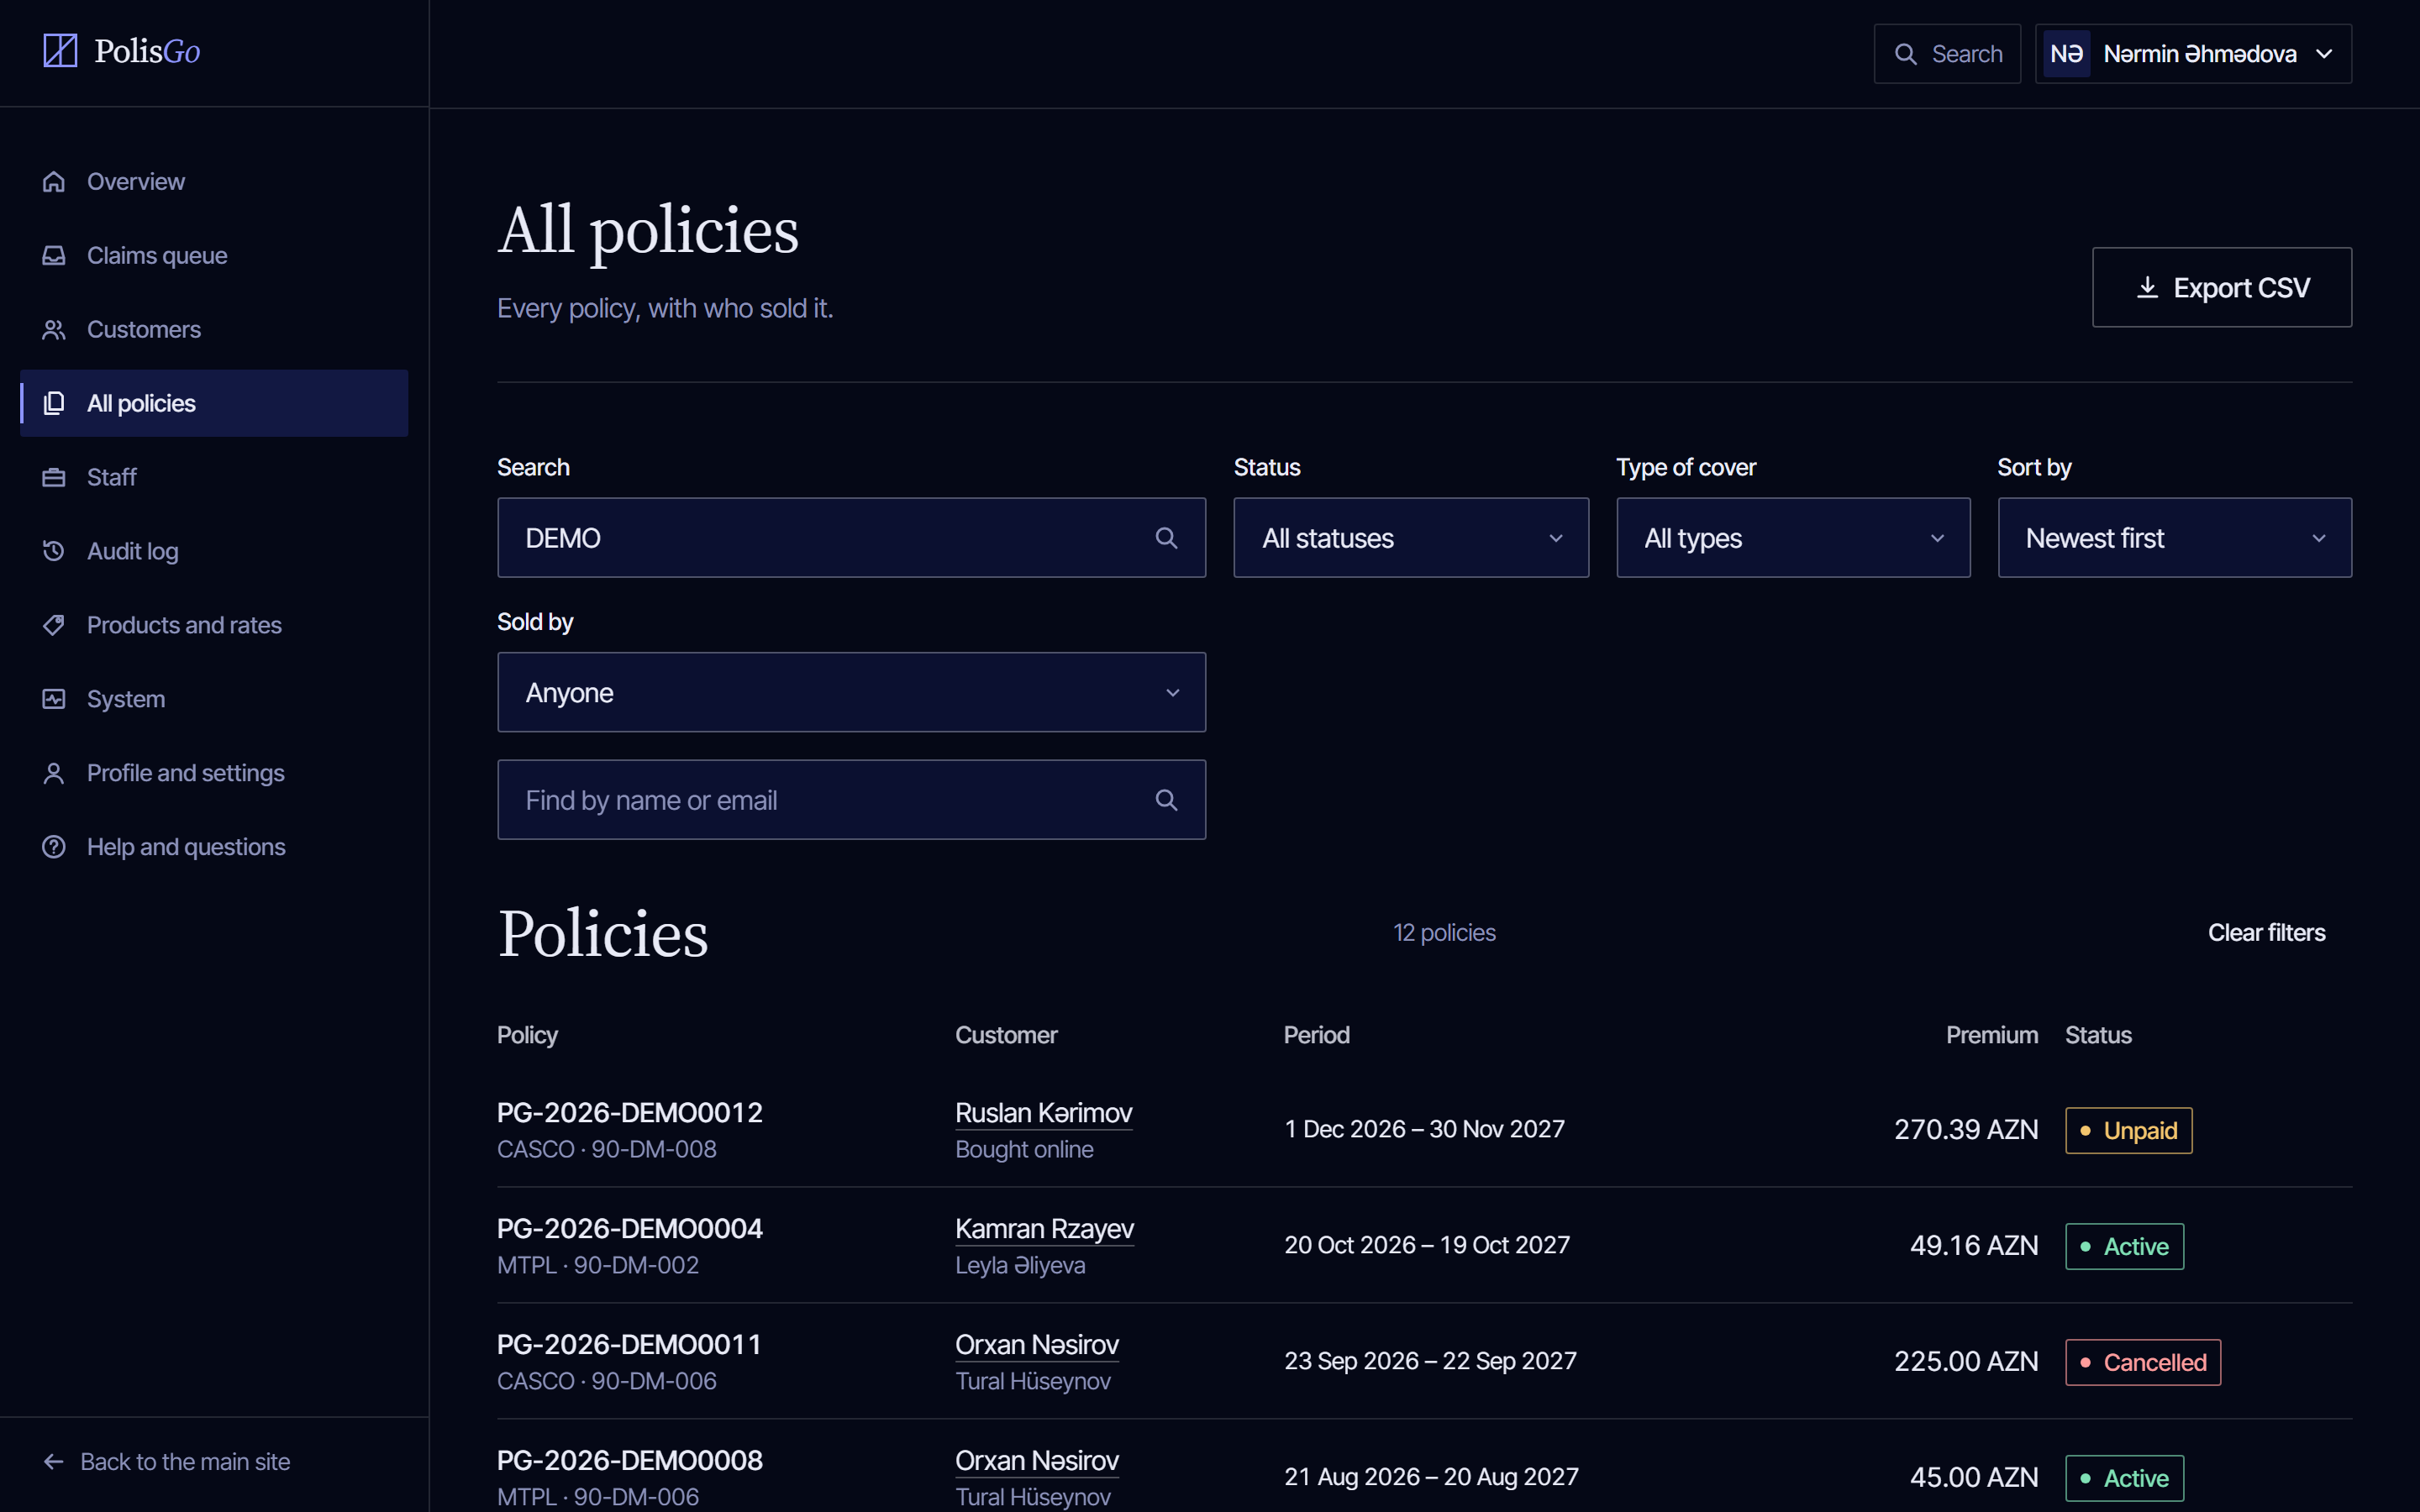 PolisGo
Search
NƏ Nərmin Əhmədova
Overview
Claims queue
Customers
All policies
Staff
Audit log
Products and rates
System
Profile and settings
Help and questions
Back to the main site
All policies
Every policy, with who sold it.
Export CSV
Search Status Type of cover Sort by
DEMO All statuses All types Newest first
Sold by
Anyone
Find by name or email
Policies 12 policies Clear filters
Policy Customer Period Premium Status
PG-2026-DEMO0012 Ruslan Kərimov 1 Dec 2026 – 30 Nov 2027 270.39 AZN Unpaid
CASCO · 90-DM-008 Bought online
PG-2026-DEMO0004 Kamran Rzayev 20 Oct 2026 – 19 Oct 2027 49.16 AZN Active
MTPL · 90-DM-002 Leyla Əliyeva
PG-2026-DEMO0011 Orxan Nəsirov 23 Sep 2026 – 22 Sep 2027 225.00 AZN Cancelled
CASCO · 90-DM-006 Tural Hüseynov
PG-2026-DEMO0008 Orxan Nəsirov 21 Aug 2026 – 20 Aug 2027 45.00 AZN Active
MTPL · 90-DM-006 Tural Hüseynov